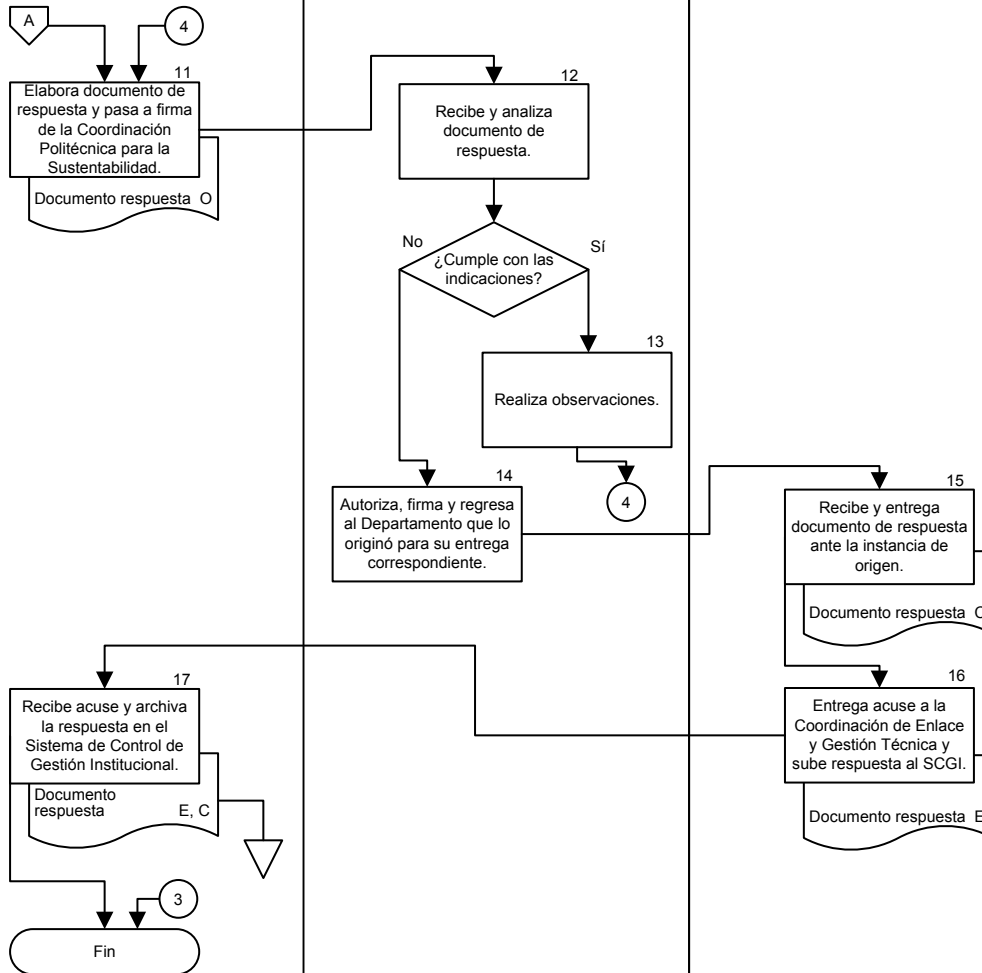 A
4
11
Elabora documento de
respuesta y pasa a firma
de la Coordinación
Politécnica para la
Sustentabilidad.
Documento respuesta O
12
Recibe y analiza
documento de
respuesta.
No
¿Cumple con las
indicaciones?
Sí
13
Realiza observaciones.
4
14
Autoriza, firma y regresa
al Departamento que lo
originó para su entrega
correspondiente.
15
Recibe y entrega
documento de respuesta
ante la instancia de
origen.
Documento respuesta
16
Entrega acuse a la
Coordinación de Enlace
y Gestión Técnica y
sube respuesta al SCGI.
Documento respuesta E
17
Recibe acuse y archiva
la respuesta en el
Sistema de Control de
Gestión Institucional.
Documento
respuesta E, C
3
Fin